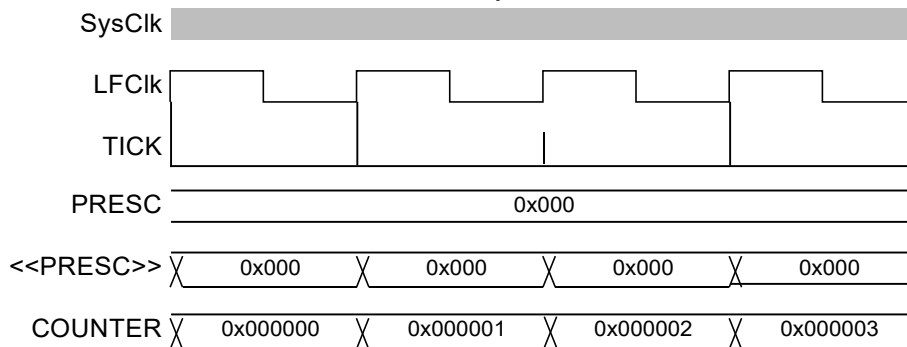 SysClk
LFClk
TICK
PRESC 0x000
<<PRESC>> 0x000 0x000 0x000 0x000
COUNTER 0x000000 0x000001 0x000002 0x000003